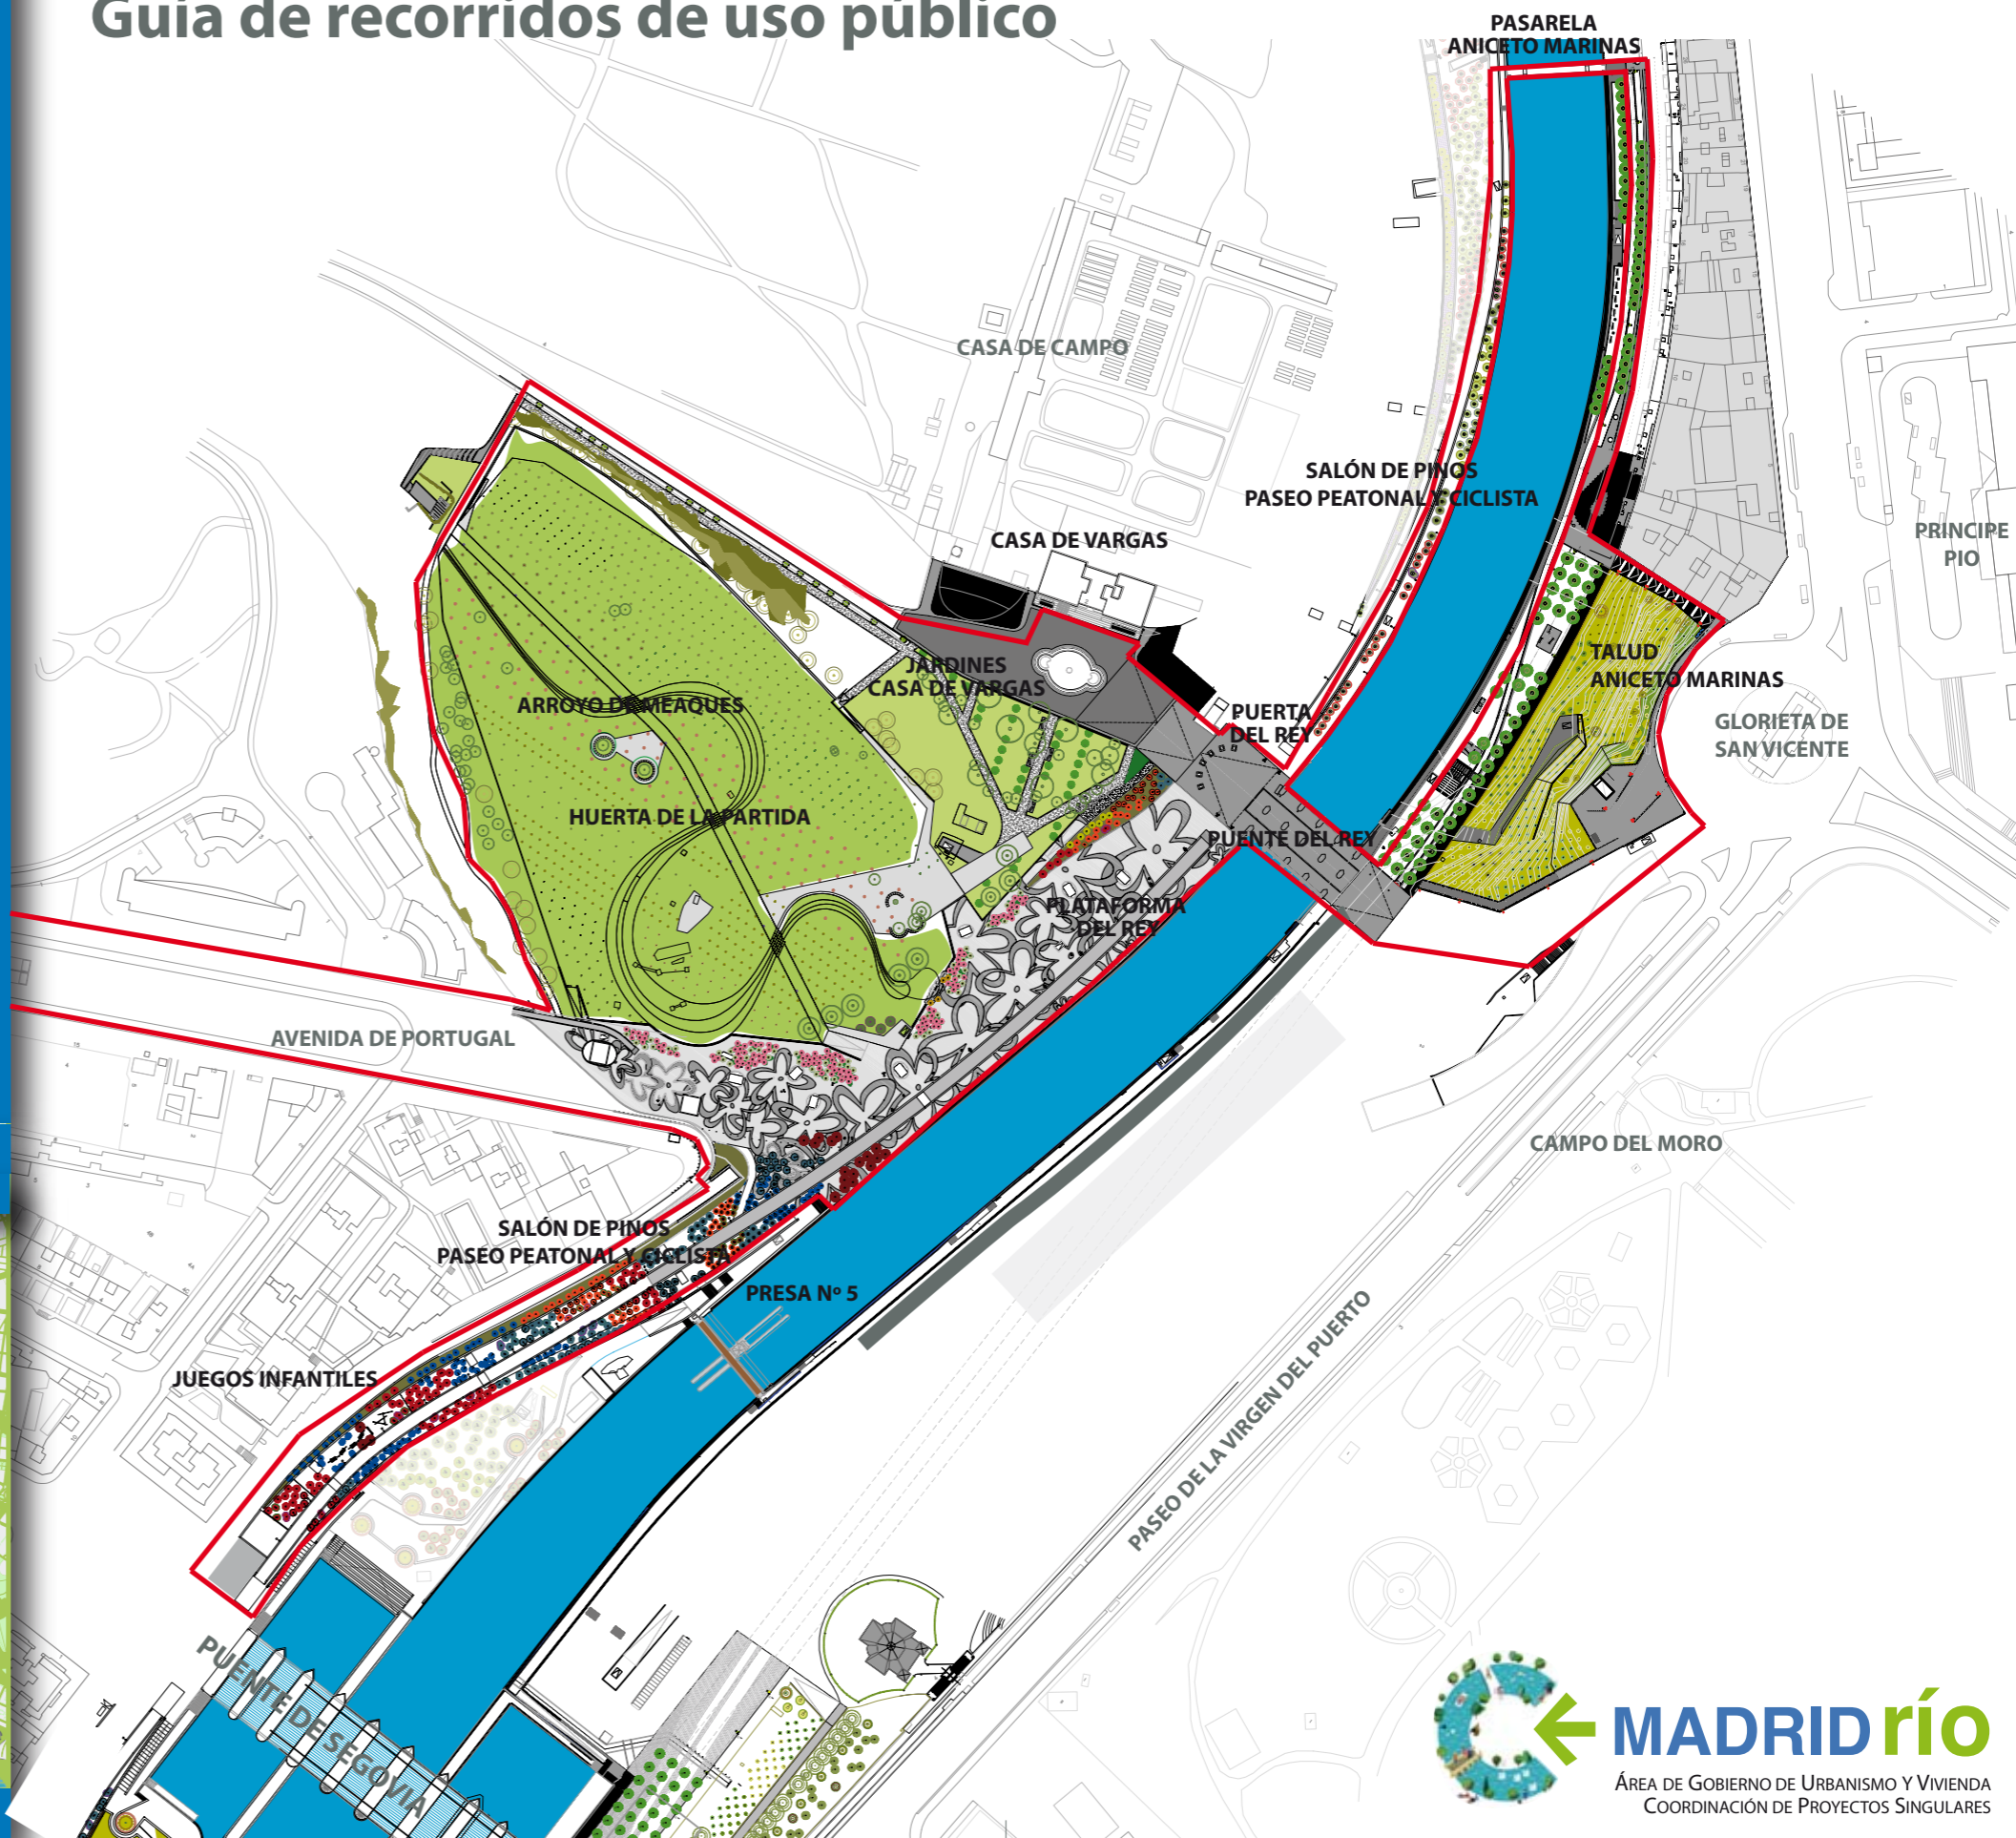 Guía de recorridos de uso público
PASARELA
ANICETO MARINAS
CASA DE CAMPO
SALÓN DE PINOS
PASEO PEATONAL Y CICLISTA
PRINCIPE
PIO
CASA DE VARGAS
TALUD
ANICETO MARINAS
JARDINES
CASA DE VARGAS
ARROYO DE MEAQUES
PUERTA
DEL REY
GLORIETA DE
SAN VICENTE
HUERTA DE LA PARTIDA
PUENTE DEL REY
PLATAFORMA
DEL REY
AVENIDA DE PORTUGAL
CAMPO DEL MORO
SALÓN DE PINOS
PASEO PEATONAL Y CICLISTA
PRESA Nº 5
JUEGOS INFANTILES
PASEO DE LA VIRGEN DEL PUERTO
PUENTE DE SEGOVIA
MADRID río
ÁREA DE GOBIERNO DE URBANISMO Y VIVIENDA
COORDINACIÓN DE PROYECTOS SINGULARES